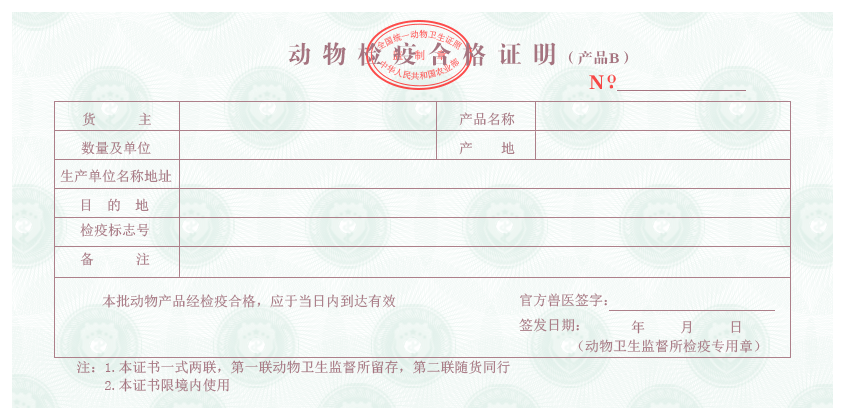 动物检疫合格证明（产品B）
全国统一动物卫生证照
监制章
中华人民共和国农业部
Nº:
货 主 产品名称
数量及单位 产 地
生产单位名称地址
目 的 地
检疫标志号
备 注
本批动物产品经检疫合格，应于当日内到达有效 官方兽医签字：
签发日期： 年 月 日
（动物卫生监督所检疫专用章）
注：1.本证书一式两联，第一联动物卫生监督所留存，第二联随货同行
2.本证书限境内使用